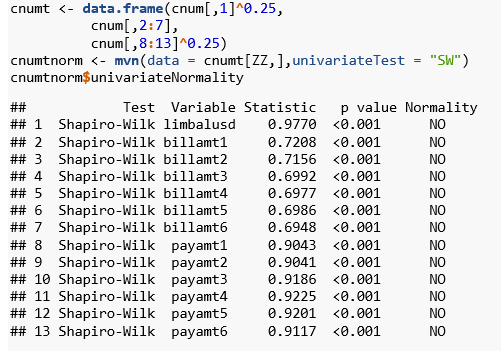 cnumt <- data.frame(cnum[,1]^0.25,
cnum[,2:7],
cnum[,8:13]^0.25)
cnumtnorm <- mvn(data = cnumt[ZZ,],univariateTest = "SW")
cnumtnorm$univariateNormality
## Test Variable Statistic p value Normality
## 1 Shapiro-Wilk limbalusd 0.9770 <0.001 NO
## 2 Shapiro-Wilk billamt1 0.7208 <0.001 NO
## 3 Shapiro-Wilk billamt2 0.7156 <0.001 NO
## 4 Shapiro-Wilk billamt3 0.6992 <0.001 NO
## 5 Shapiro-Wilk billamt4 0.6977 <0.001 NO
## 6 Shapiro-Wilk billamt5 0.6986 <0.001 NO
## 7 Shapiro-Wilk billamt6 0.6948 <0.001 NO
## 8 Shapiro-Wilk payamt1 0.9043 <0.001 NO
## 9 Shapiro-Wilk payamt2 0.9041 <0.001 NO
## 10 Shapiro-Wilk payamt3 0.9186 <0.001 NO
## 11 Shapiro-Wilk payamt4 0.9225 <0.001 NO
## 12 Shapiro-Wilk payamt5 0.9201 <0.001 NO
## 13 Shapiro-Wilk payamt6 0.9117 <0.001 NO